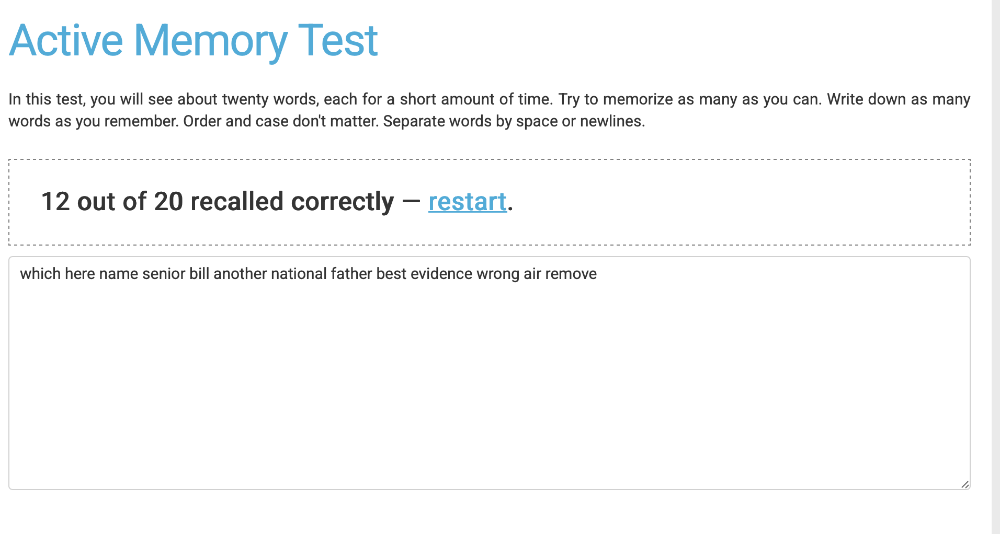 Active Memory Test
In this test, you will see about twenty words, each for a short amount of time. Try to memorize as many as you can. Write down as many
words as you remember. Order and case don't matter. Separate words by space or newlines.
12 out of 20 recalled correctly — restart.
which here name senior bill another national father best evidence wrong air remove